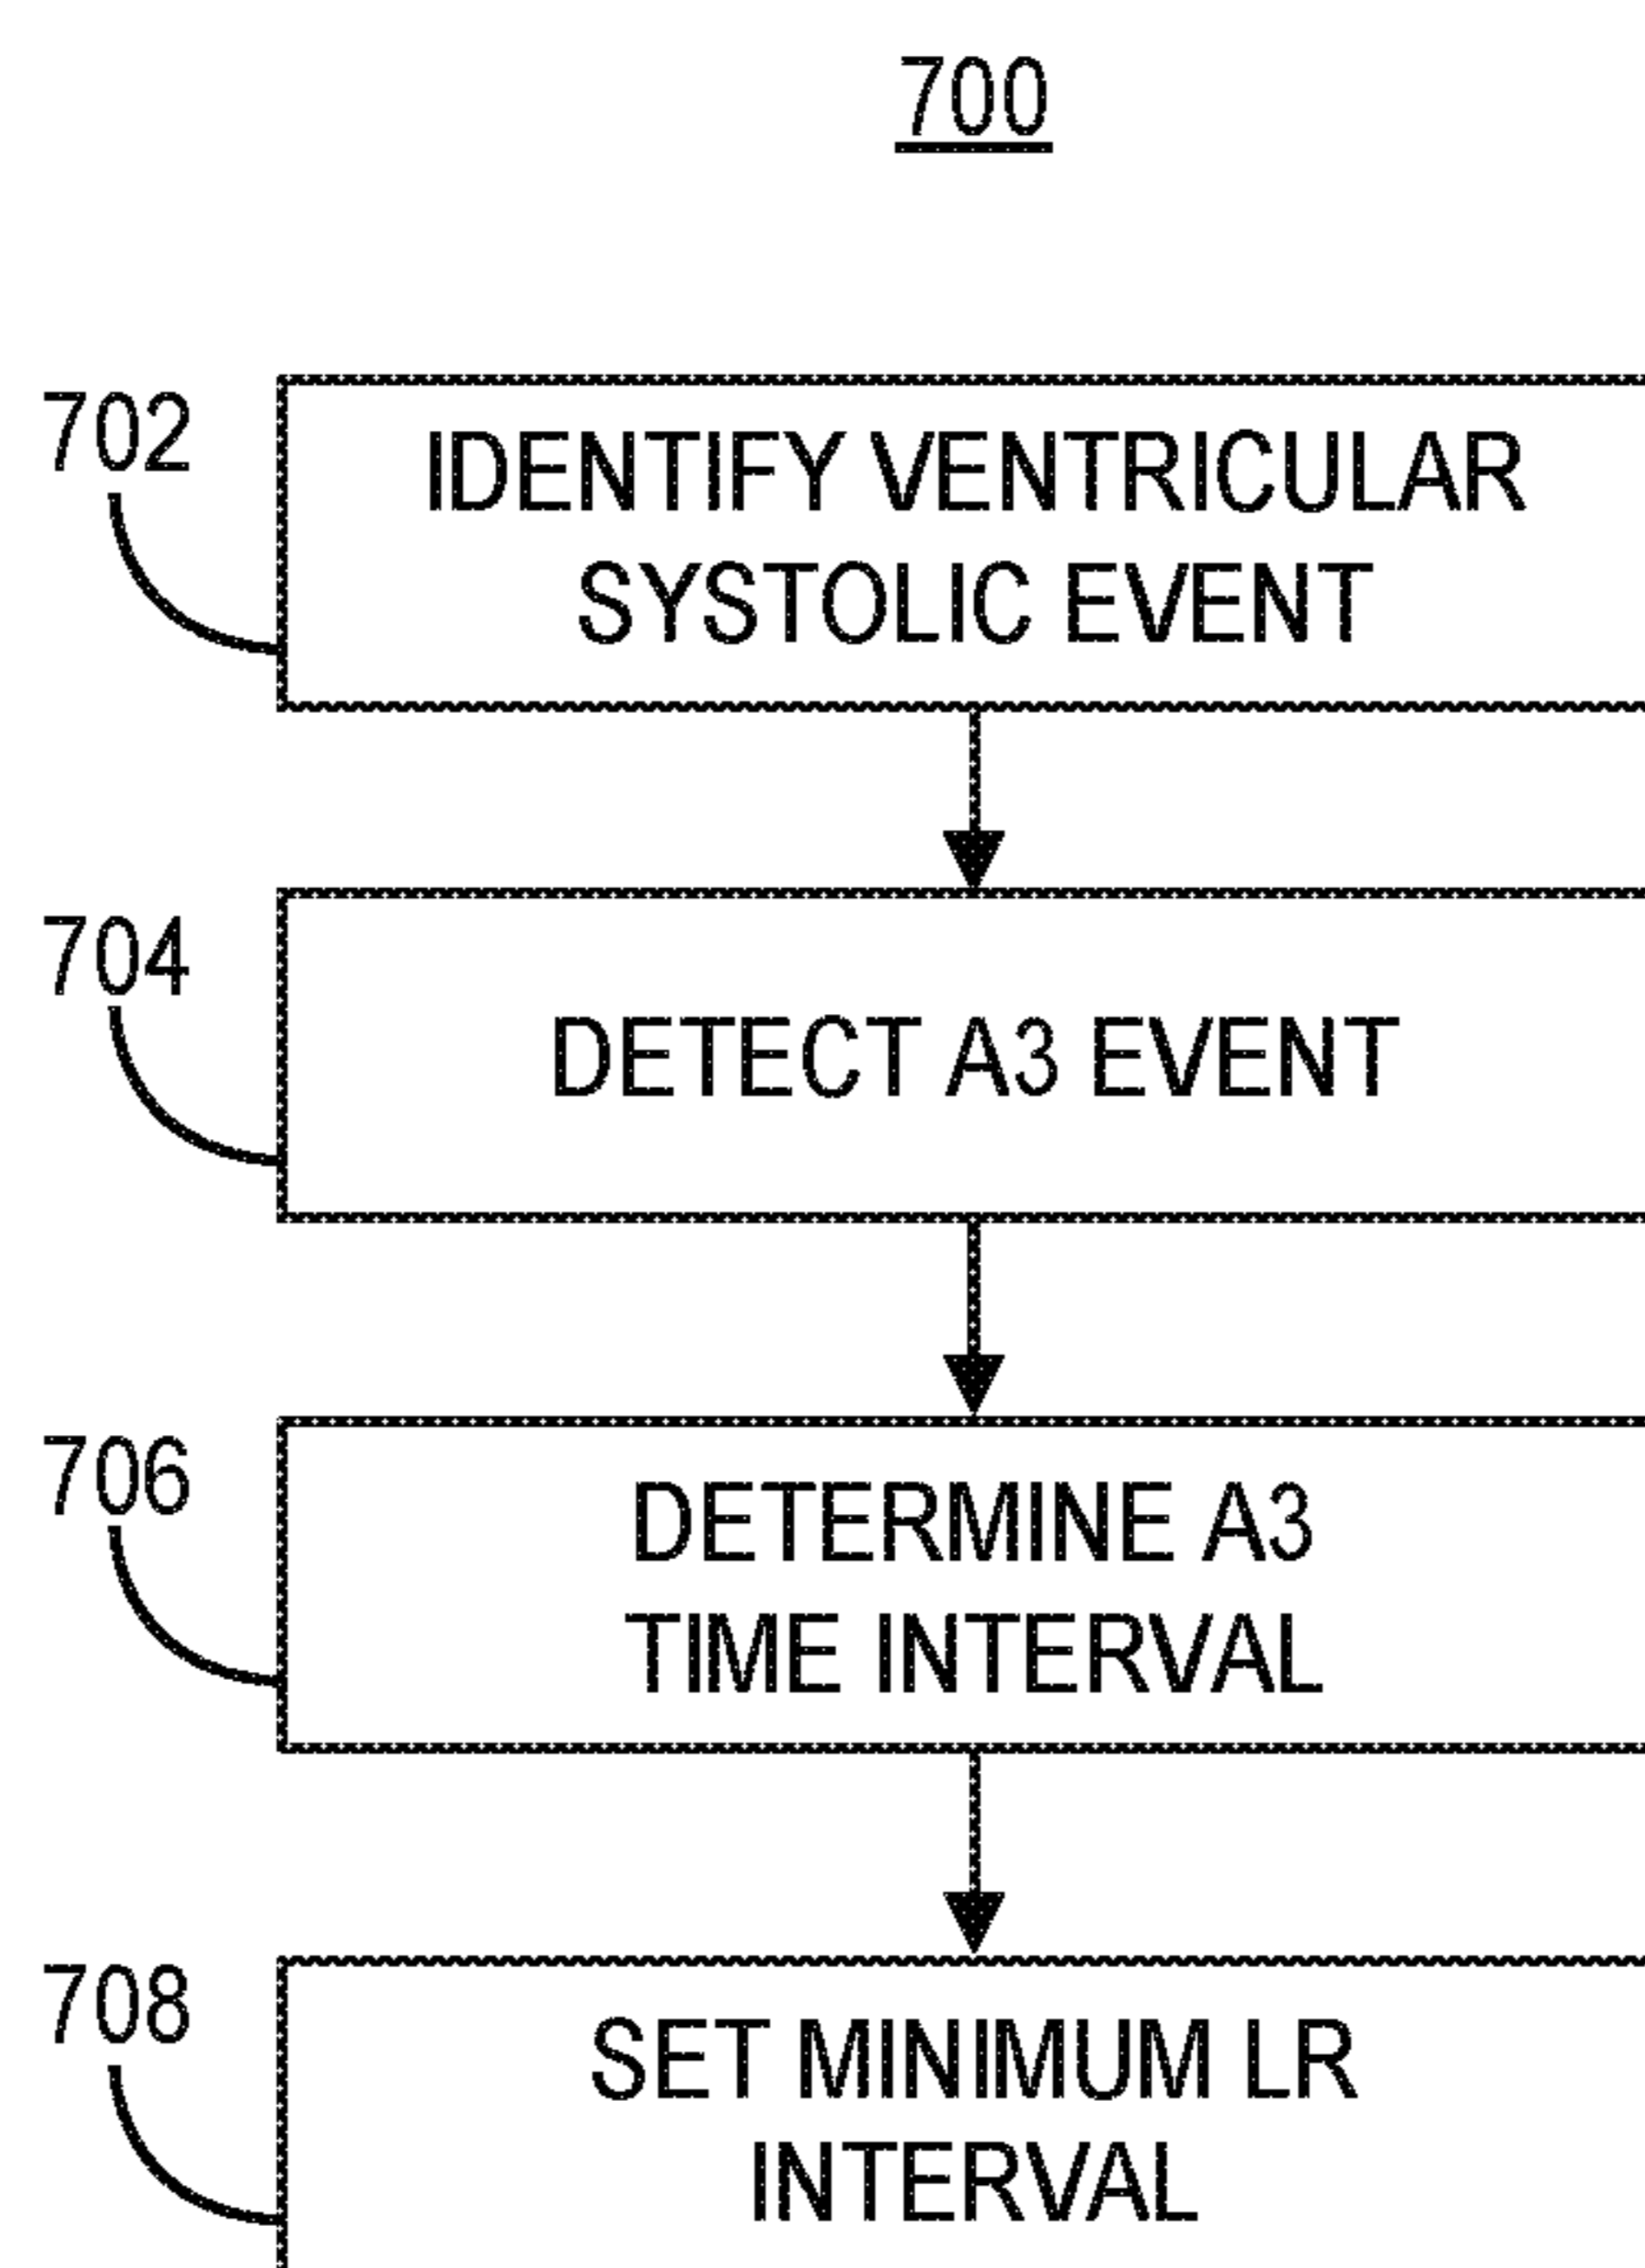 700
702
IDENTIFY VENTRICULAR
SYSTOLIC EVENT
704
DETECT A3 EVENT
706
DETERMINE A3
TIME INTERVAL
708
SET MINIMUM LR
INTERVAL